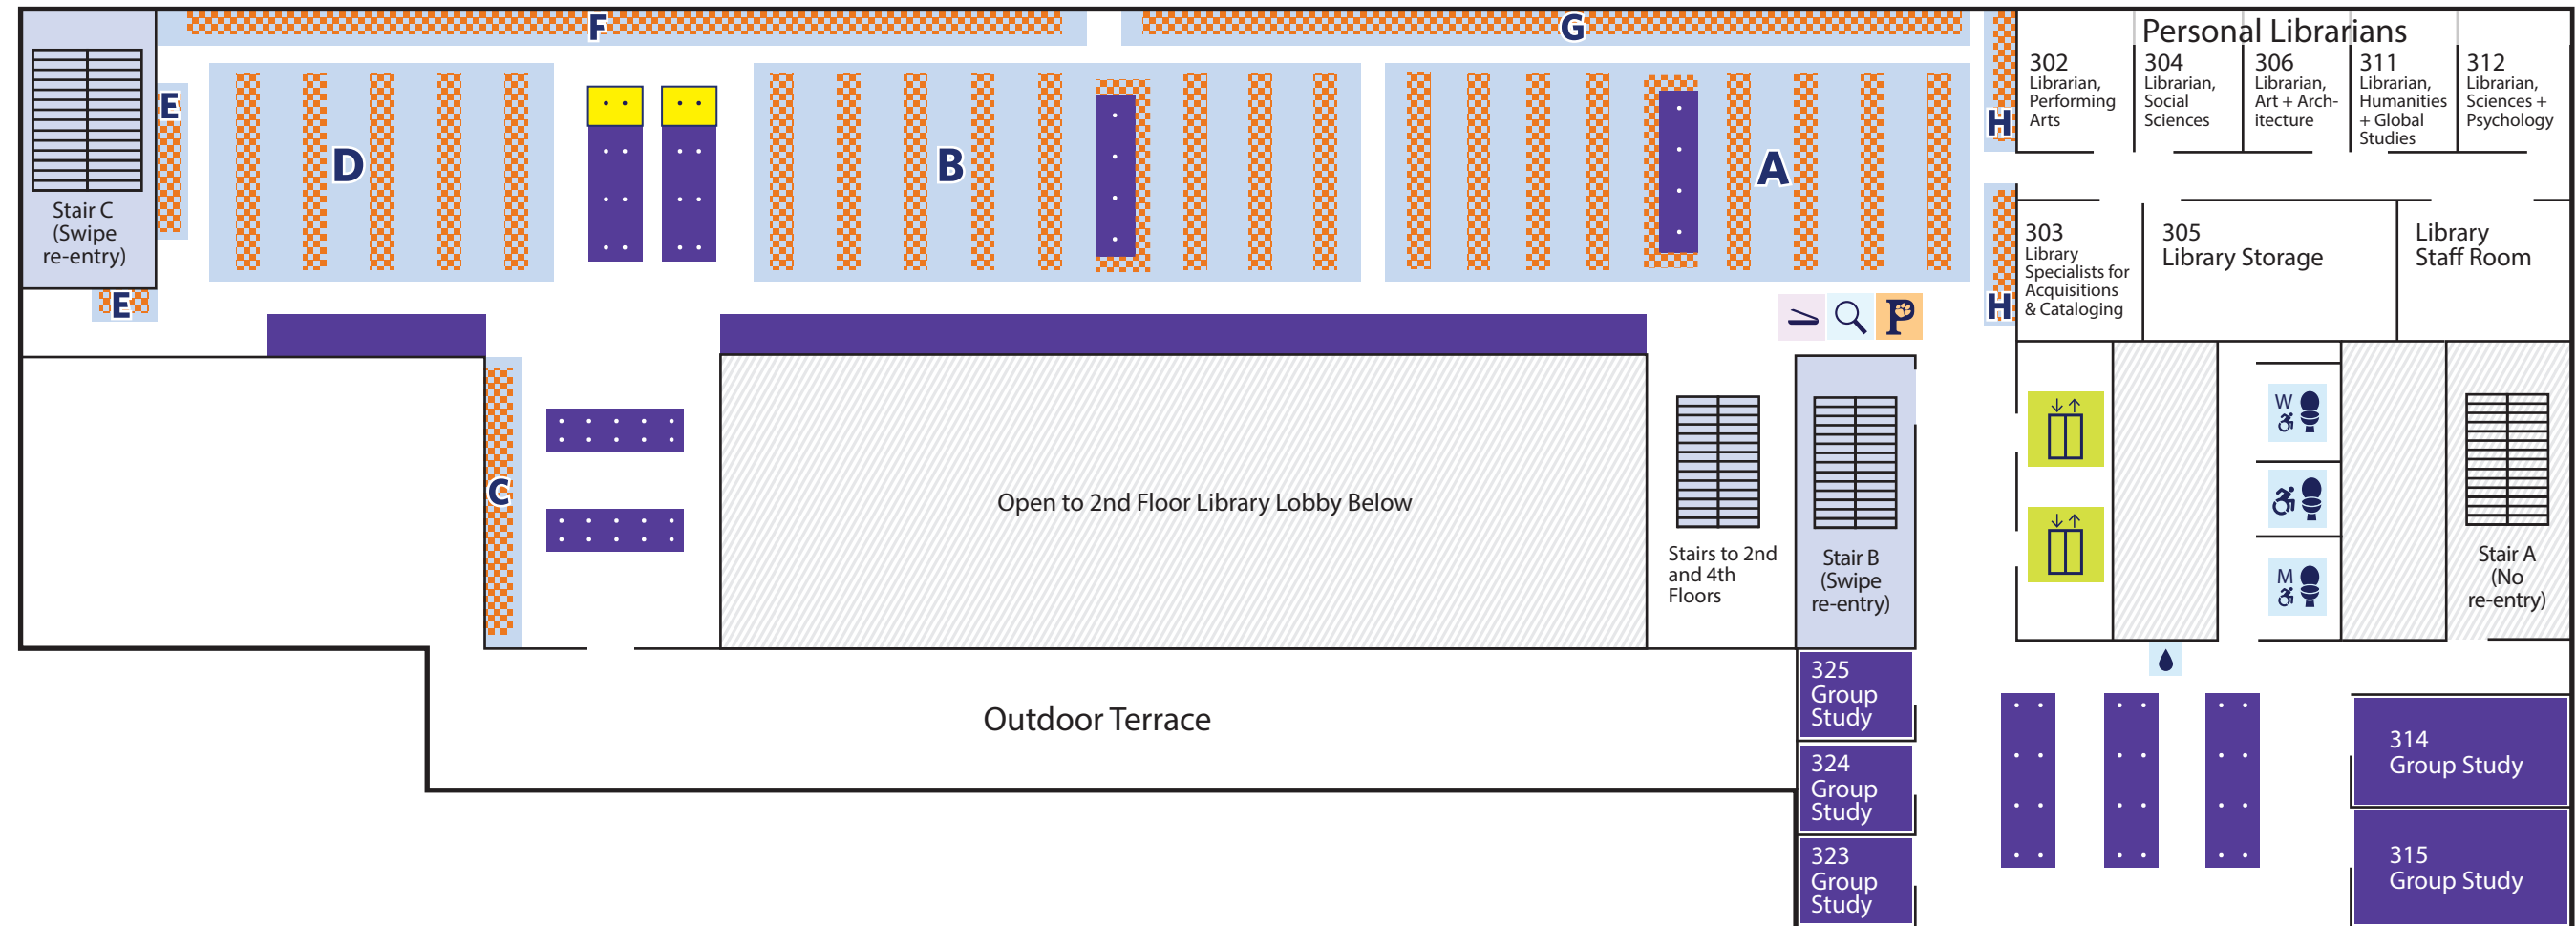 F
G
Personal Librarians
302
Librarian,
Performing
Arts
304
Librarian,
Social
Sciences
306
Librarian,
Art + Arch-
itecture
311
Librarian,
Humanities
+ Global
Studies
312
Librarian,
Sciences +
Psychology
E
D
B
A
H
Stair C
(Swipe
re-entry)
E
H
303
Library
Specialists for
Acquisitions
& Cataloging
305
Library Storage
Library
Staff Room
P
C
Open to 2nd Floor Library Lobby Below
Stairs to 2nd
and 4th
Floors
Stair B
(Swipe
re-entry)
W
M
Stair A
(No
re-entry)
Outdoor Terrace
325
Group
Study
324
Group
Study
323
Group
Study
314
Group Study
315
Group Study